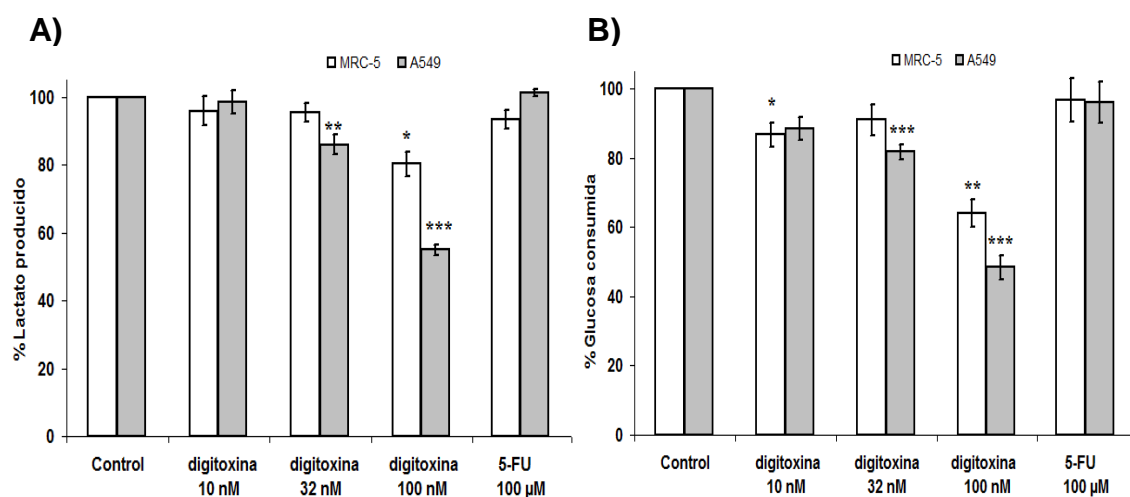 A)
MRC-5 A549
% Lactato producido
100
80
60
40
20
0
**
*
***
Control
digitoxina
10 nM
digitoxina
32 nM
digitoxina
100 nM
5-FU
100 µM
B)
MRC-5 A549
% Glucosa consumida
100
80
60
40
20
0
*
***
**
***
Control
digitoxina
10 nM
digitoxina
32 nM
digitoxina
100 nM
5-FU
100 µM